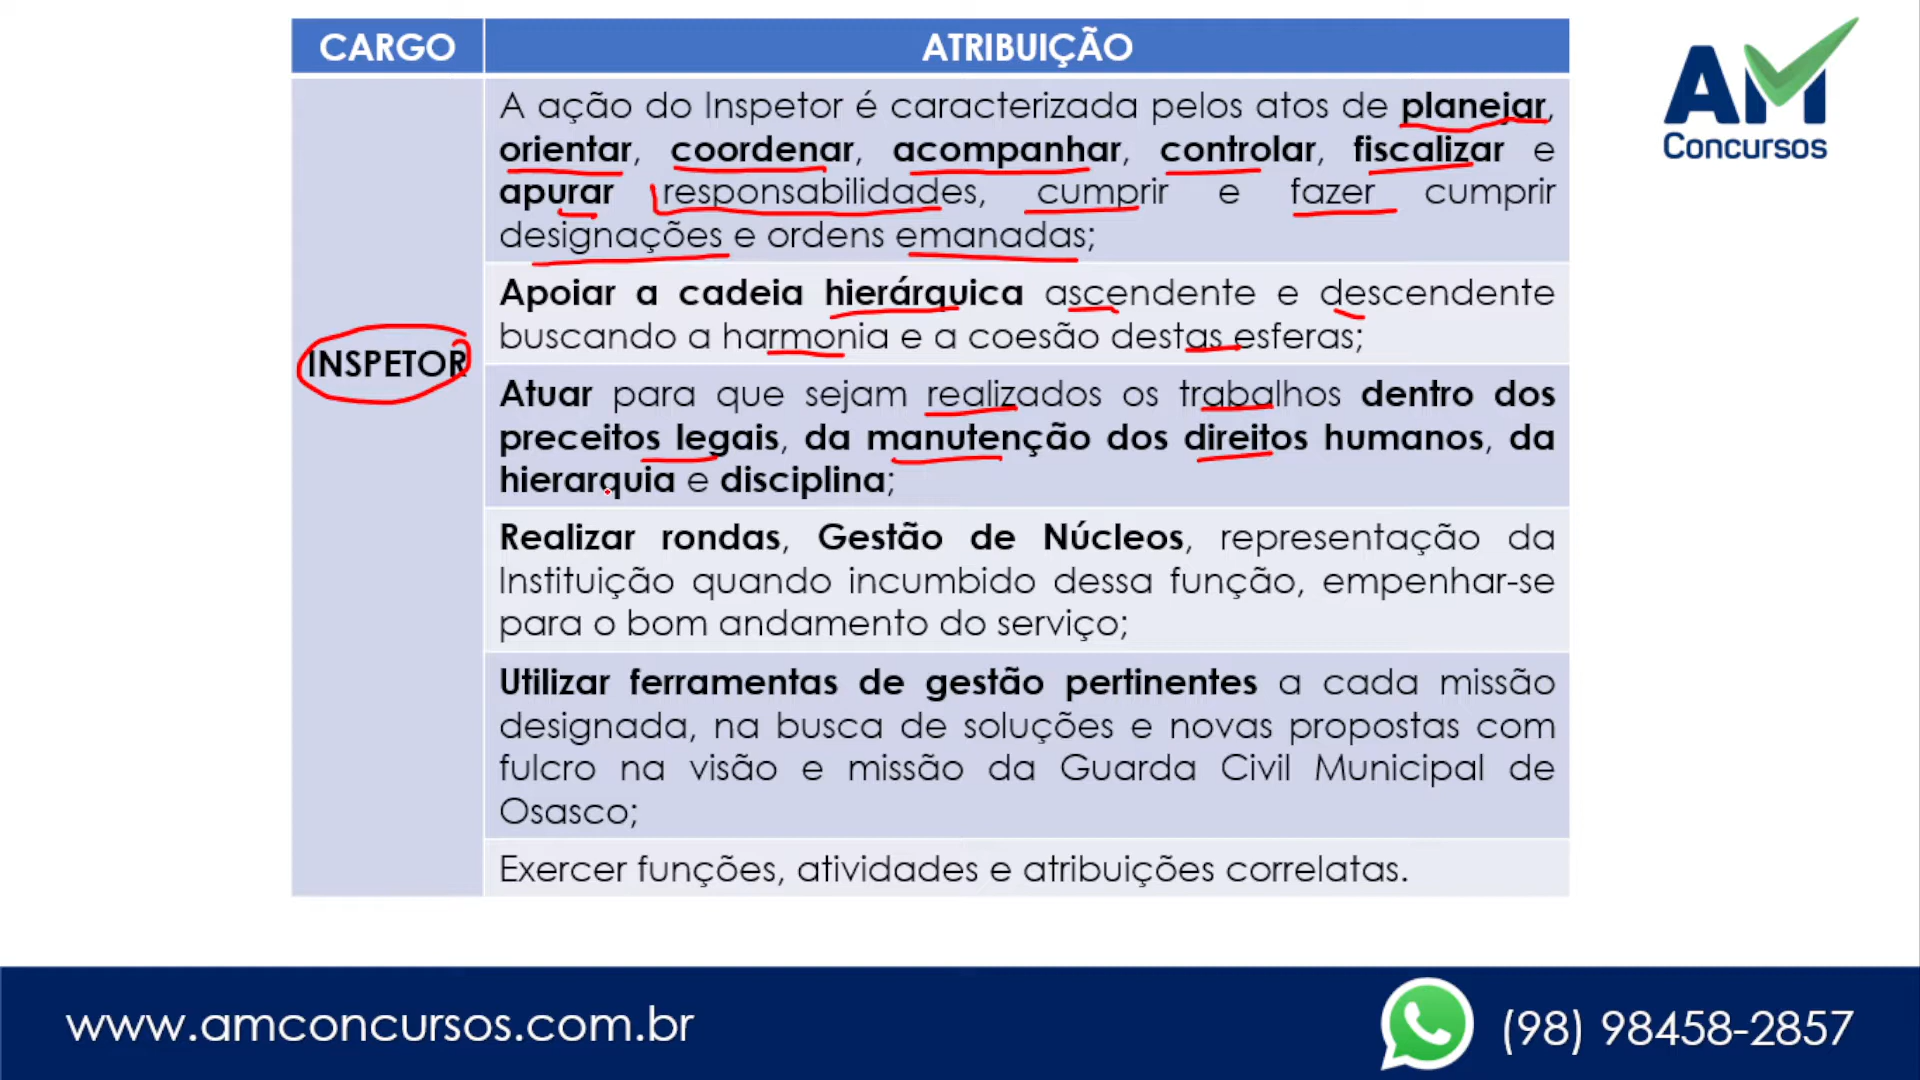 CARGO
ATRIBUIÇÃO
AM
Concursos
INSPETOR
A ação do Inspetor é caracterizada pelos atos de planejar,
orientar, coordenar, acompanhar, controlar, fiscalizar e
apurar responsabilidades, cumprir e fazer cumprir
designações e ordens emanadas;
Apoiar a cadeia hierárquica ascendente e descendente
buscando a harmonia e a coesão destas esferas;
Atuar para que sejam realizados os trabalhos dentro dos
preceitos legais, da manutenção dos direitos humanos, da
hierarquia e disciplina;
Realizar rondas, Gestão de Núcleos, representação da
Instituição quando incumbido dessa função, empenhar-se
para o bom andamento do serviço;
Utilizar ferramentas de gestão pertinentes a cada missão
designada, na busca de soluções e novas propostas com
fulcro na visão e missão da Guarda Civil Municipal de
Osasco;
Exercer funções, atividades e atribuições correlatas.
www.amconcursos.com.br
(98) 98458-2857